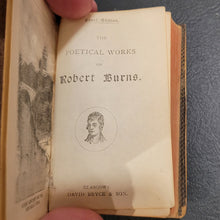 THE
POETICAL WORKS
OF
Robert Burns.
GLASGOW:
DAVID BRYCE & SON.